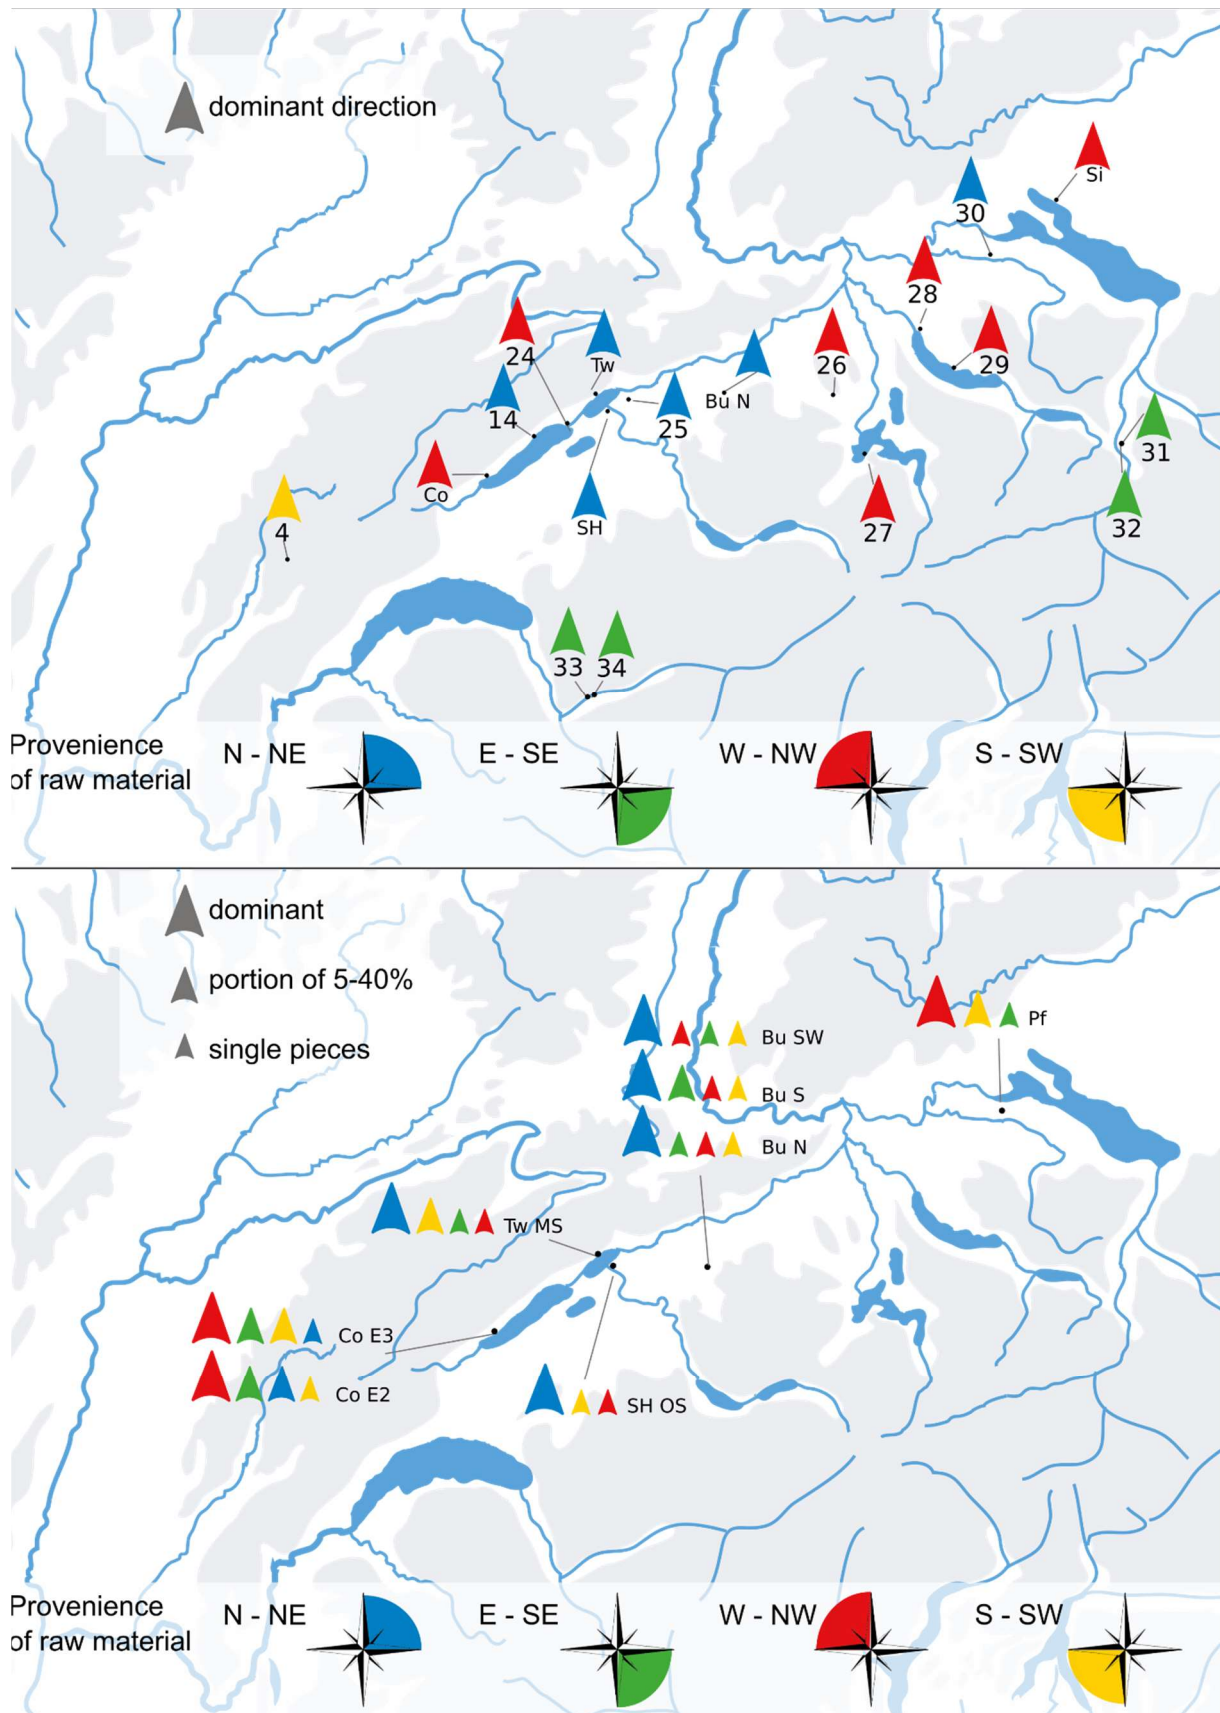 dominant direction
Si
30
28
24
Tw
26
29
14
25
Bu N
31
Co
SH
27
32
4
33
34
Provenience
of raw material
N - NE
E - SE
W - NW
S - SW
dominant
portion of 5-40%
single pieces
Bu SW
Pf
Bu S
Bu N
Tw MS
Co E3
Co E2
SH OS
Provenience
of raw material
N - NE
E - SE
W - NW
S - SW